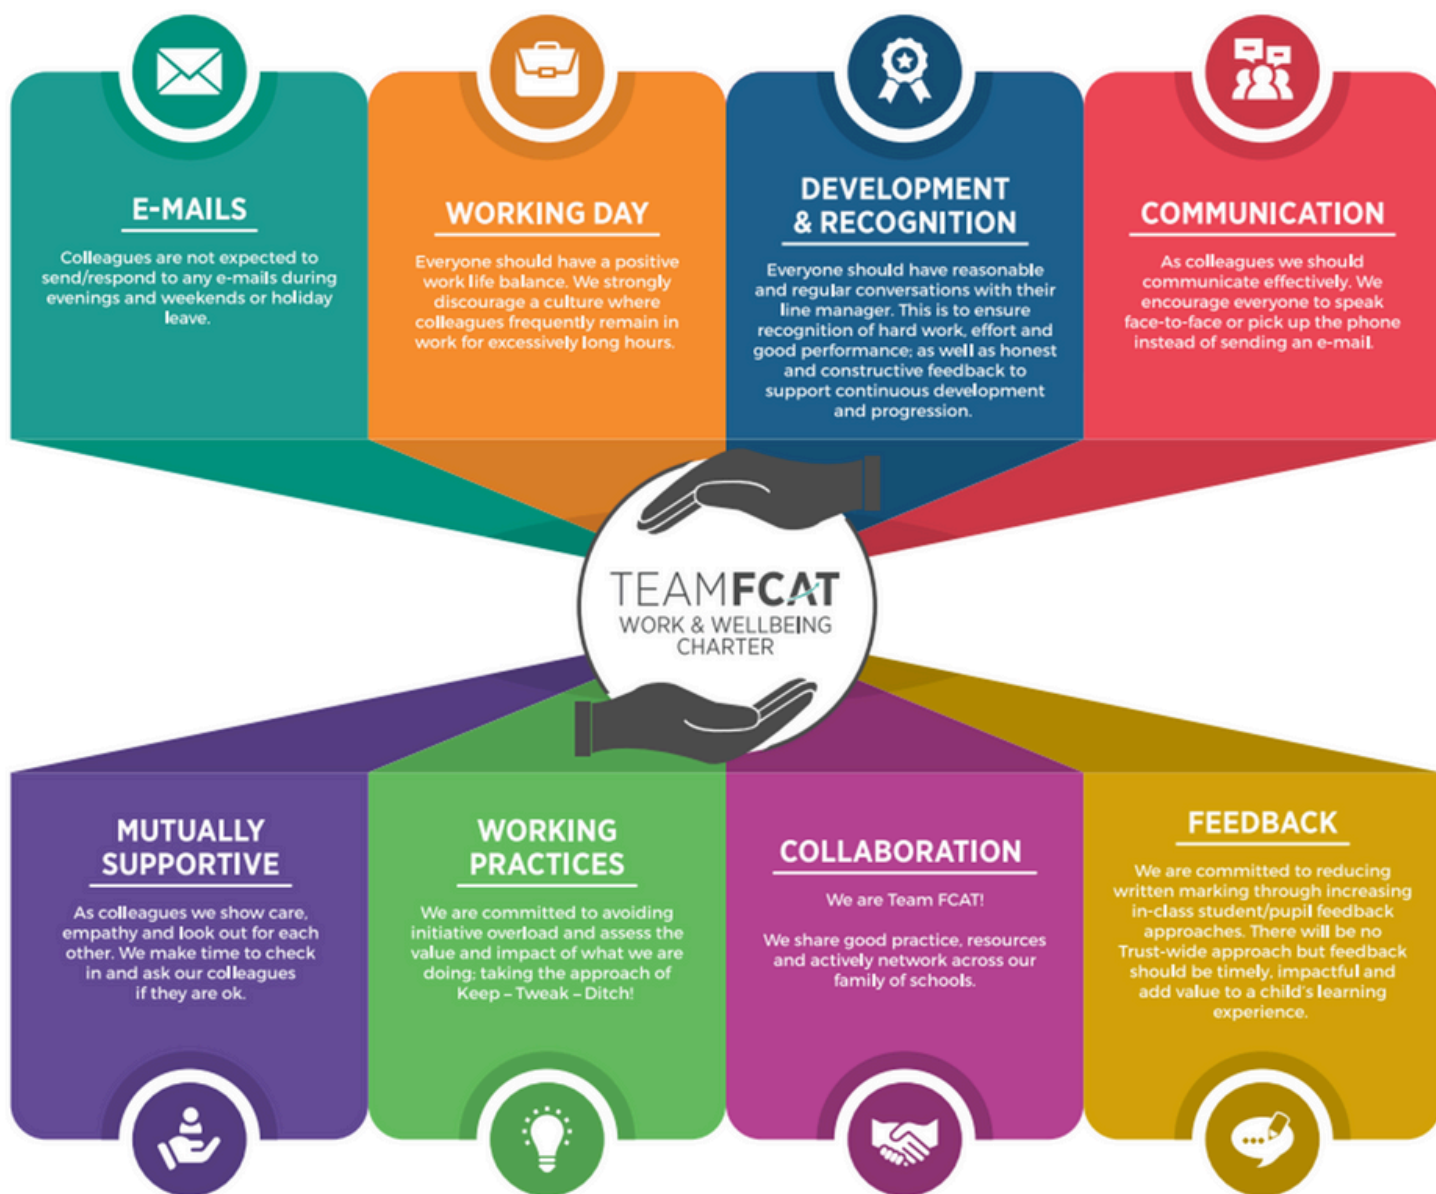 E-MAILS
Colleagues are not expected to
send/respond to any e-mails during
evenings and weekends or holiday
leave.
WORKING DAY
Everyone should have a positive
work life balance. We strongly
discourage a culture where
colleagues frequently remain in
work for excessively long hours.
DEVELOPMENT
& RECOGNITION
Everyone should have reasonable
and regular conversations with their
line manager. This is to ensure
recognition of hard work, effort and
good performance; as well as honest
and constructive feedback to
support continuous development
and progression.
COMMUNICATION
As colleagues we should
communicate effectively. We
encourage everyone to speak
face-to-face or pick up the phone
instead of sending an e-mail.
TEAMFCAT
WORK & WELLBEING
CHARTER
MUTUALLY
SUPPORTIVE
As colleagues we show care,
empathy and look out for each
other. We make time to check
in and ask our colleagues
if they are ok.
WORKING
PRACTICES
We are committed to avoiding
initiative overload and assess the
value and impact of what we are
doing; taking the approach of
Keep – Tweak – Ditch!
COLLABORATION
We are Team FCAT!
We share good practice, resources
and actively network across our
family of schools.
FEEDBACK
We are committed to reducing
written marking through increasing
in-class student/pupil feedback
approaches. There will be no
Trust-wide approach but feedback
should be timely, impactful and
add value to a child's learning
experience.